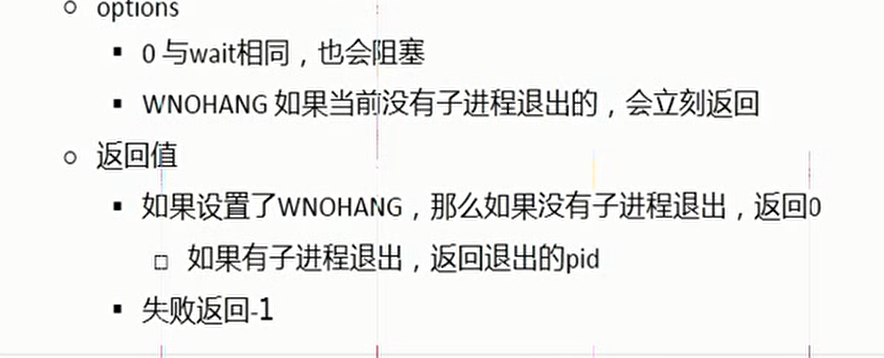 options
0 与wait相同，也会阻塞
WNOHANG 如果当前没有子进程退出的，会立刻返回
返回值
如果设置了WNOHANG，那么如果没有子进程退出，返回0
如果有子进程退出，返回退出的pid
失败返回-1